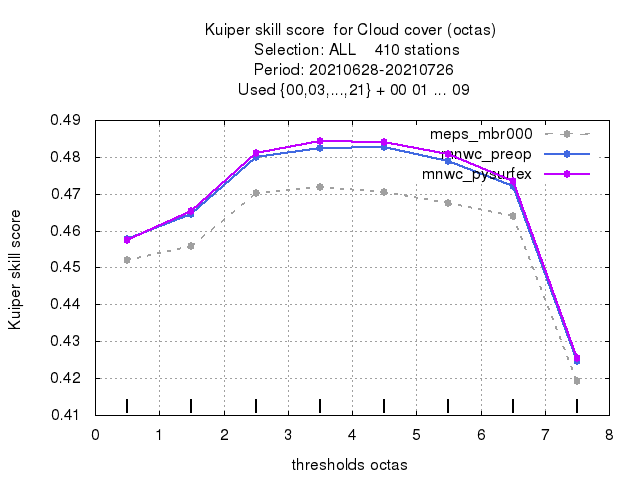 Kuiper skill score  for Cloud cover (octas)
Selection: ALL    410 stations
Period: 20210628-20210726
Used {00,03,...,21} + 00 01 ... 09
meps_mbr000
mnwc_preop
mnwc_pysurfex
0.49
0.48
0.47
0.46
0.45
0.44
0.43
0.42
0.41
Kuiper skill score
0 1 2 3 4 5 6 7 8
thresholds octas